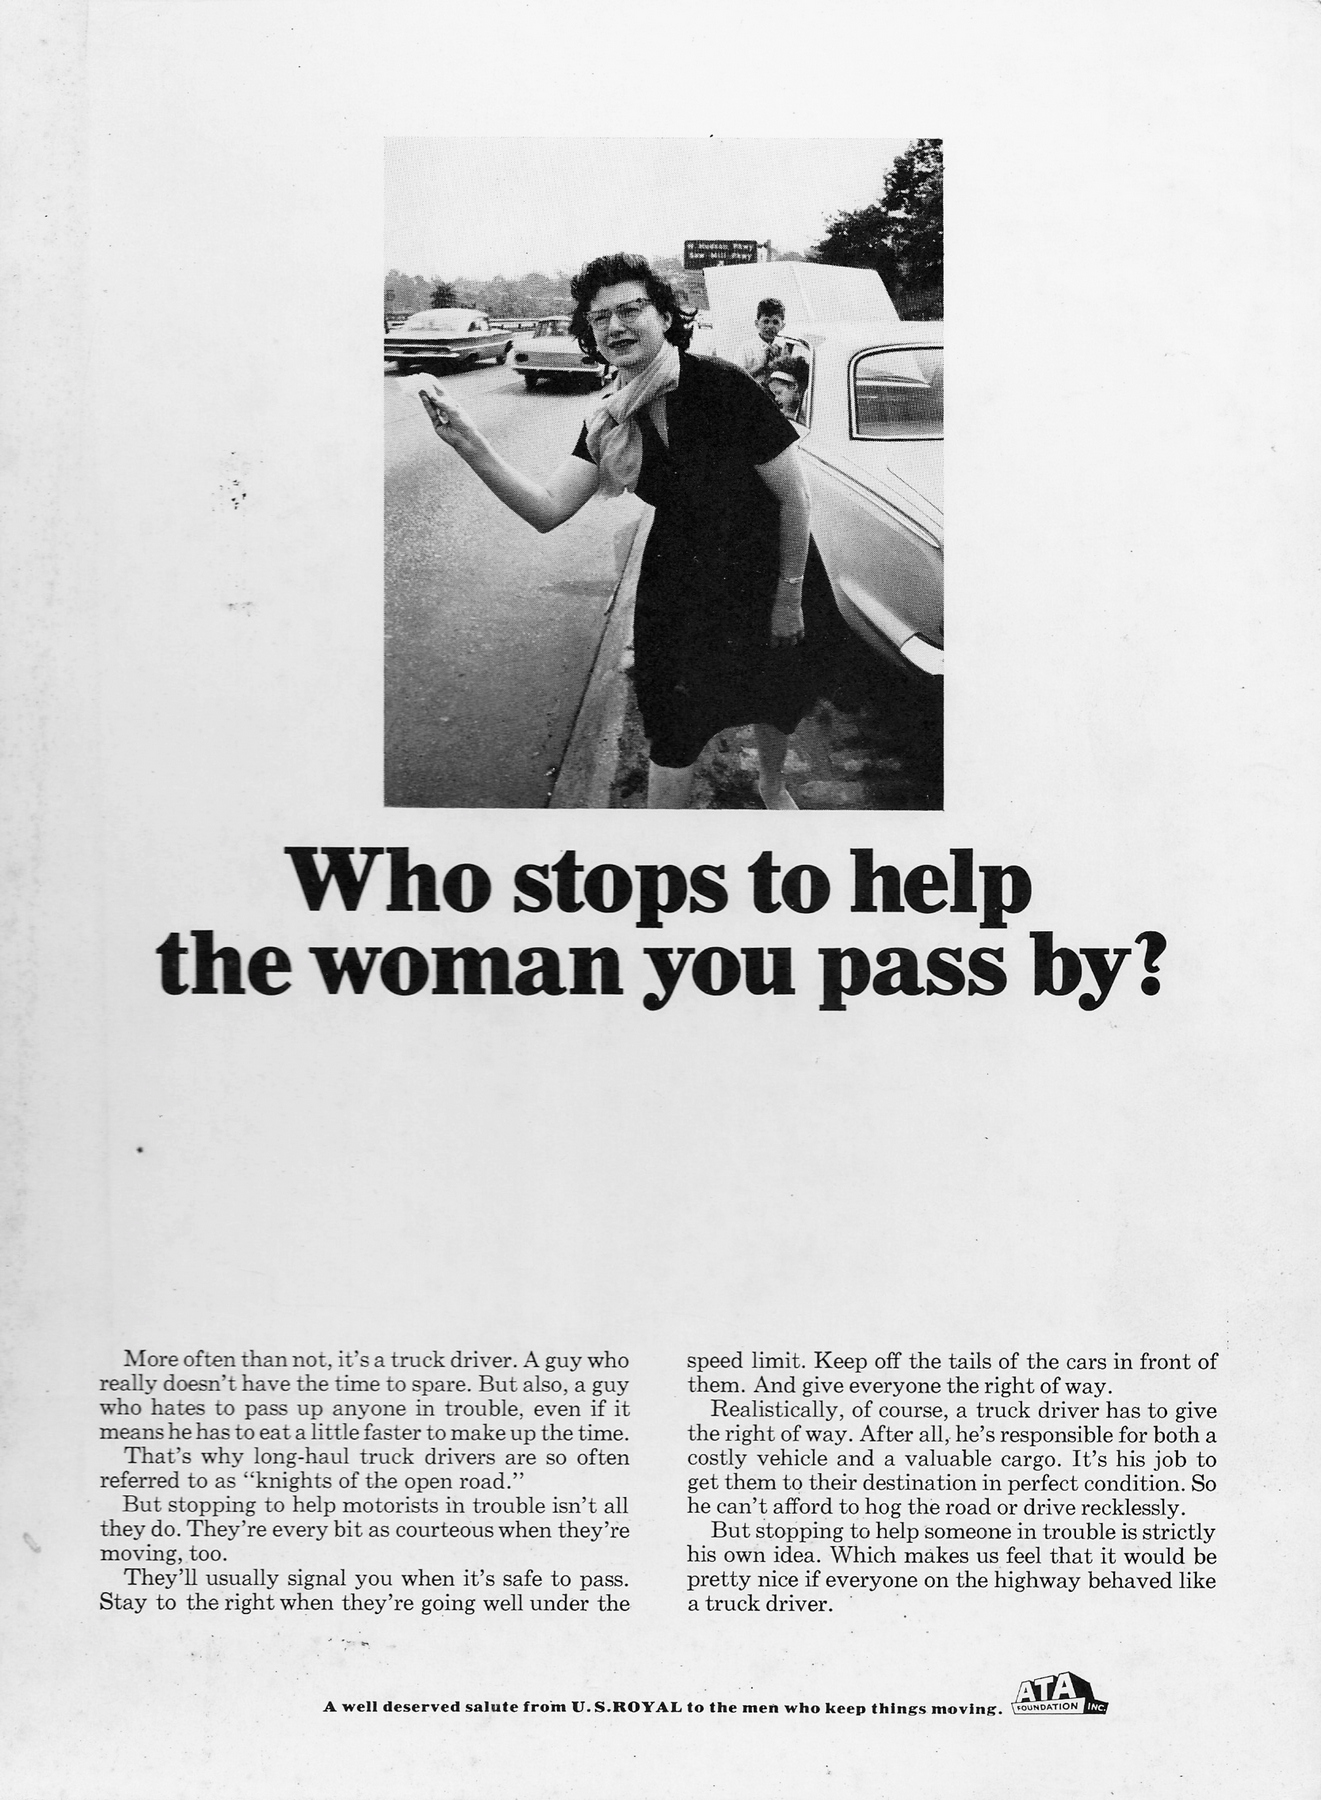 W Hudson Pkwy
Saw Mill Pkwy
Who stops to help
the woman you pass by?
More often than not, it's a truck driver. A guy who
really doesn't have the time to spare. But also, a guy
who hates to pass up anyone in trouble, even if it
means he has to eat a little faster to make up the time.
That's why long-haul truck drivers are so often
referred to as “knights of the open road.”
But stopping to help motorists in trouble isn't all
they do. They're every bit as courteous when they're
moving, too.
They'll usually signal you when it's safe to pass.
Stay to the right when they're going well under the
speed limit. Keep off the tails of the cars in front of
them. And give everyone the right of way.
Realistically, of course, a truck driver has to give
the right of way. After all, he's responsible for both a
costly vehicle and a valuable cargo. It's his job to
get them to their destination in perfect condition. So
he can't afford to hog the road or drive recklessly.
But stopping to help someone in trouble is strictly
his own idea. Which makes us feel that it would be
pretty nice if everyone on the highway behaved like
a truck driver.
A well deserved salute from U.S.ROYAL to the men who keep things moving.
ATA
FOUNDATION INC.